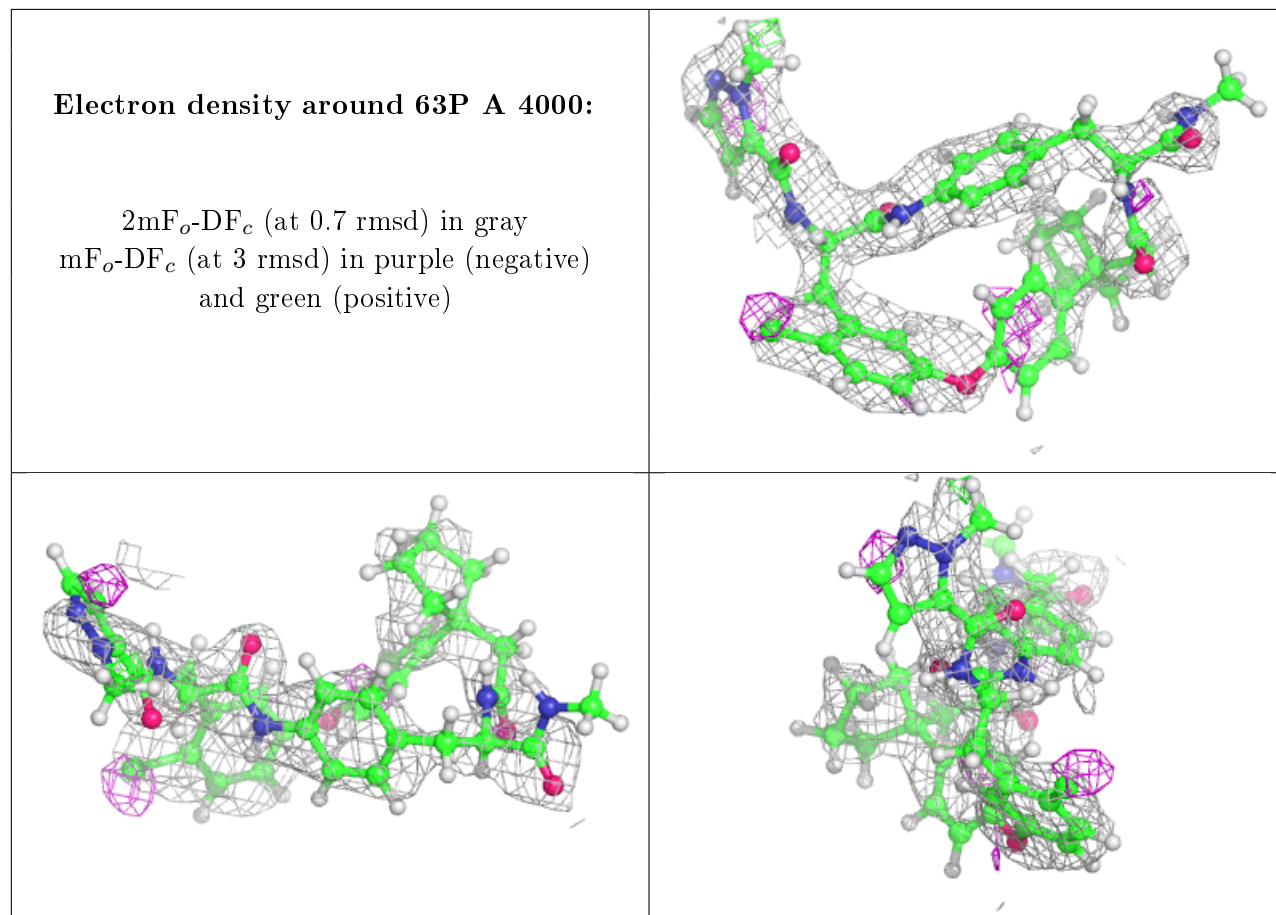 Electron density around 63P A 4000:
2mFo-DFc (at 0.7 rmsd) in gray
mFo-DFc (at 3 rmsd) in purple (negative)
and green (positive)